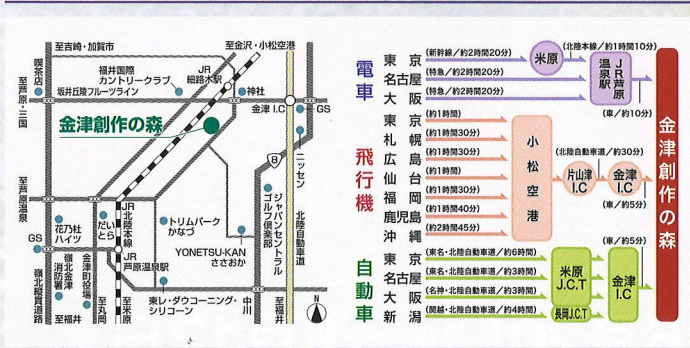 至吉崎・加賀市
至金沢・小松空港
喫茶店
福井国際
カントリークラブ
JR
細路木駅
神社
坂井丘陵フルーツライン
金津 I.C
GS
至芦原・三国
金津創作の森
8
ニッセン
至芦原温泉
ジャパンセントラル
ゴルフ倶楽部
北陸自動車道
花乃杜
ハイツ
だいとら
JR
北陸本線
トリムパーク
かなづ
YONETSU-KAN
ささおか
GS
嶺北金津
消防署
金津町役場
JR
芦原温泉駅
嶺北縦貫道路
至福井
至丸岡
至米原
東レ・ダウコーニング・
シリコーン
中川
至福井
N
電車
東京
(新幹線/約2時間20分)
米原
(北陸本線/約1時間10分)
名古屋
(特急/約2時間20分)
大阪
(特急/約2時間20分)
JR芦原
温泉駅
(車/約10分)
飛行機
東京
(約1時間)
札幌
(約1時間30分)
広島
(約1時間30分)
仙台
(約1時間)
福岡
(約1時間30分)
鹿児島
(約1時間40分)
沖縄
(約2時間45分)
小松空港
(北陸自動車道/約30分)
片山津
I.C
金津
I.C
(車/約5分)
自動車
東京
(東名・北陸自動車道/約6時間)
名古屋
(東名・北陸自動車道/約3時間)
大阪
(名神・北陸自動車道/約3時間)
新潟
(関越・北陸自動車道/約4時間)
米原
J.C.T
長岡J.C.T
金津
I.C
(車/約5分)
金津創作の森